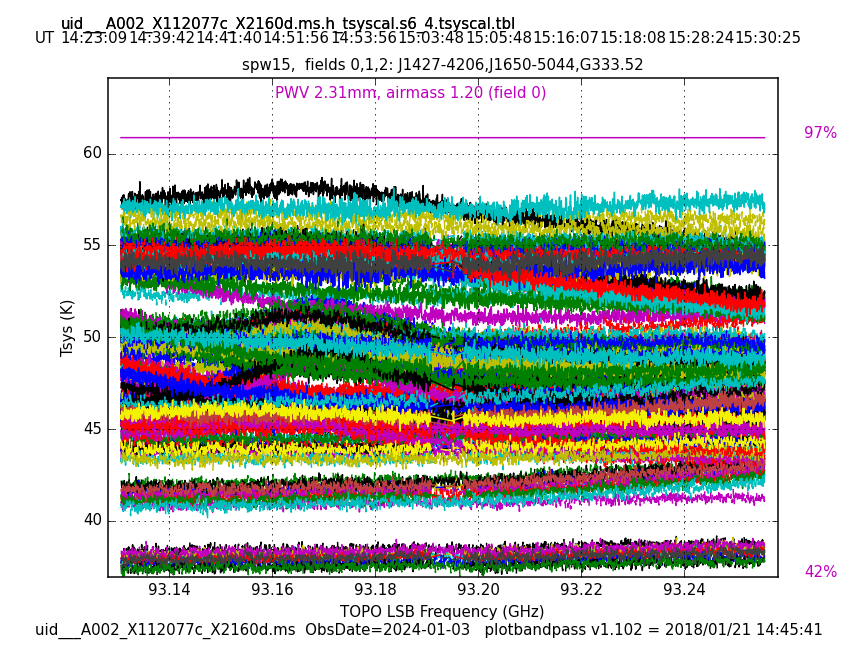 uid___A002_X112077c_X2160d.ms.h_tsyscal.s6_4.tsyscal.tbl
UT 14:23:09 14:39:42 14:41:40 14:51:56 14:53:56 15:03:48 15:05:48 15:16:07 15:18:08 15:28:24 15:30:25
spw15, fields 0,1,2: J1427-4206,J1650-5044,G333.52
PWV 2.31mm, airmass 1.20 (field 0)
97%
60
55
50
45
40
Tsys (K)
42%
93.14 93.16 93.18 93.20 93.22 93.24
TOPO LSB Frequency (GHz)
uid___A002_X112077c_X2160d.ms ObsDate=2024-01-03 plotbandpass v1.102 = 2018/01/21 14:45:41